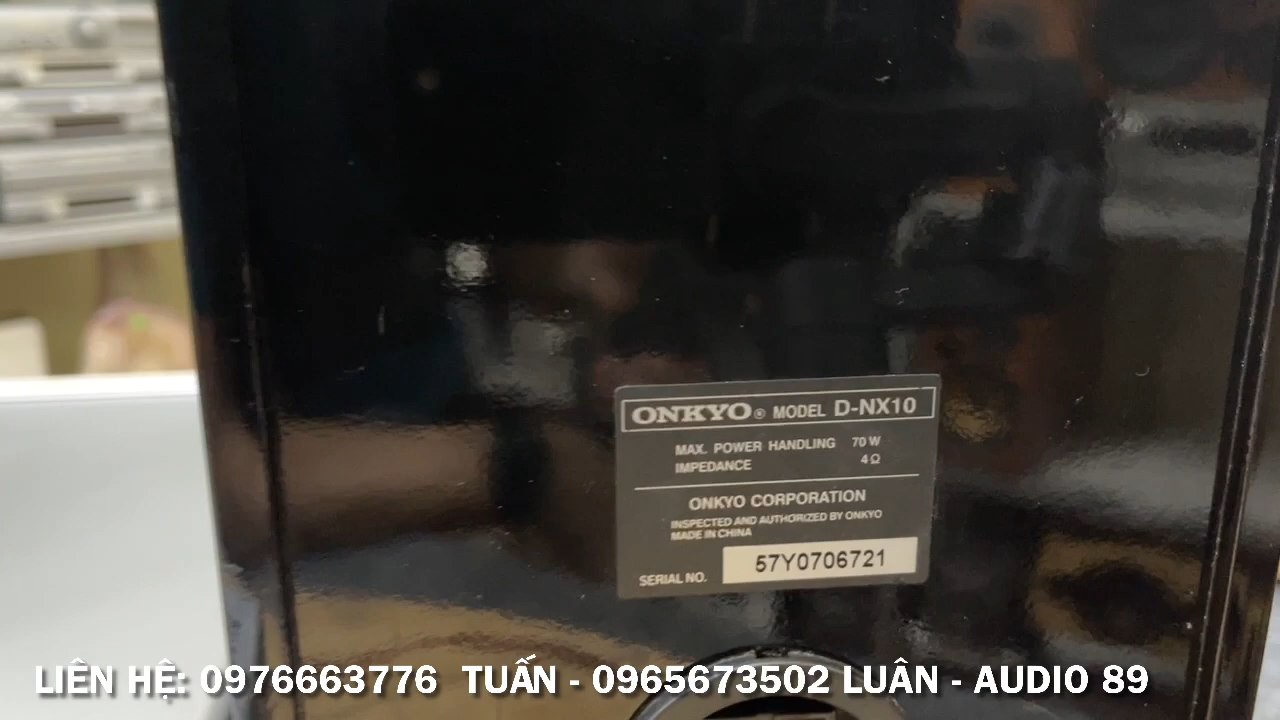 ONKYO® MODEL D-NX10
MAX. POWER HANDLING 70 W
IMPEDANCE 4 Ω
ONKYO CORPORATION
INSPECTED AND AUTHORIZED BY ONKYO
MADE IN CHINA
SERIAL NO. 57Y0706721
LIÊN HỆ: 0976663776 TUẤN - 0965673502 LUÂN - AUDIO 89